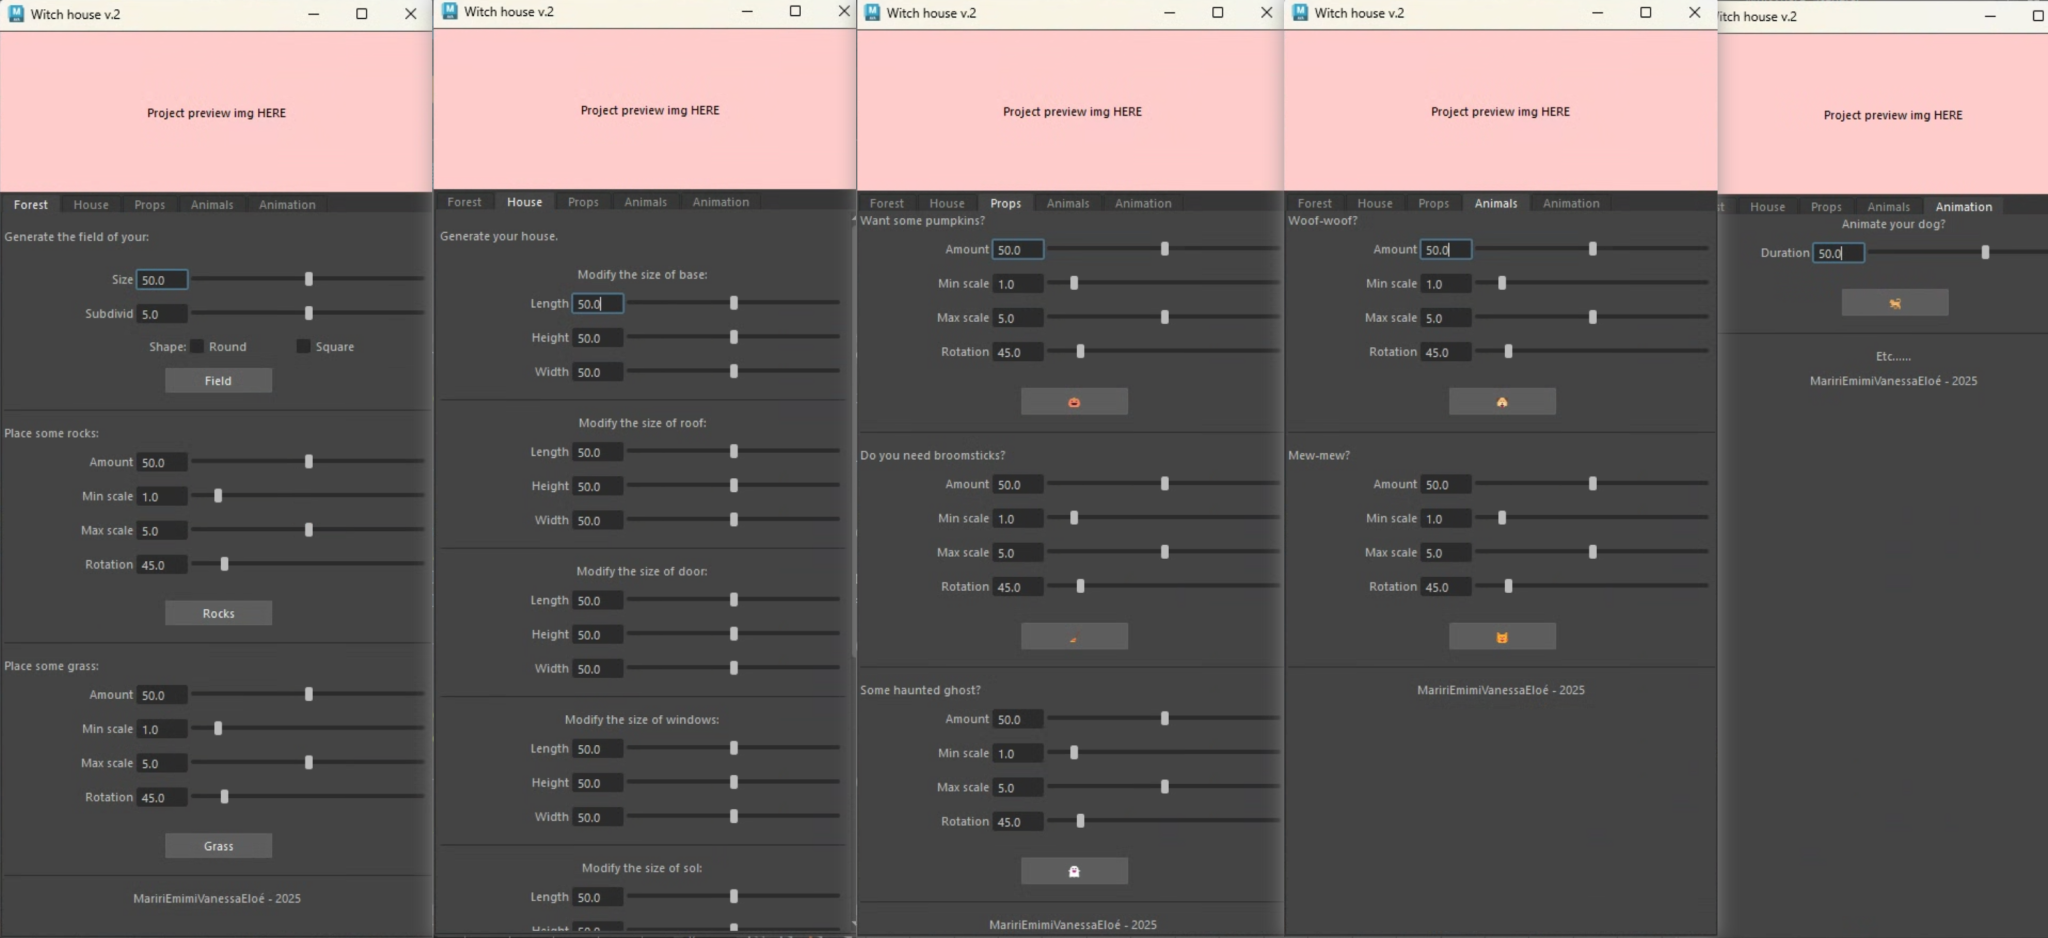 Witch house v.2
Project preview img HERE
Forest House Props Animals Animation
Generate the field of your:
Size 50.0
Subdivid 5.0
Shape: Round Square
Field
Place some rocks:
Amount 50.0
Min scale 1.0
Max scale 5.0
Rotation 45.0
Rocks
Place some grass:
Amount 50.0
Min scale 1.0
Max scale 5.0
Rotation 45.0
Grass
MaririEmimiVanessaEloé - 2025
Witch house v.2
Project preview img HERE
Forest House Props Animals Animation
Generate your house.
Modify the size of base:
Length 50.0
Height 50.0
Width 50.0
Modify the size of roof:
Length 50.0
Height 50.0
Width 50.0
Modify the size of door:
Length 50.0
Height 50.0
Width 50.0
Modify the size of windows:
Length 50.0
Height 50.0
Width 50.0
Modify the size of sol:
Length 50.0
Height 50.0
Witch house v.2
Project preview img HERE
Forest House Props Animals Animation
Want some pumpkins?
Amount 50.0
Min scale 1.0
Max scale 5.0
Rotation 45.0
Do you need broomsticks?
Amount 50.0
Min scale 1.0
Max scale 5.0
Rotation 45.0
Some haunted ghost?
Amount 50.0
Min scale 1.0
Max scale 5.0
Rotation 45.0
MaririEmimiVanessaEloé - 2025
Witch house v.2
Project preview img HERE
Forest House Props Animals Animation
Woof-woof?
Amount 50.0
Min scale 1.0
Max scale 5.0
Rotation 45.0
Mew-mew?
Amount 50.0
Min scale 1.0
Max scale 5.0
Rotation 45.0
MaririEmimiVanessaEloé - 2025
itch house v.2
Project preview img HERE
st House Props Animals Animation
Animate your dog?
Duration 50.0
Etc......
MaririEmimiVanessaEloé - 2025